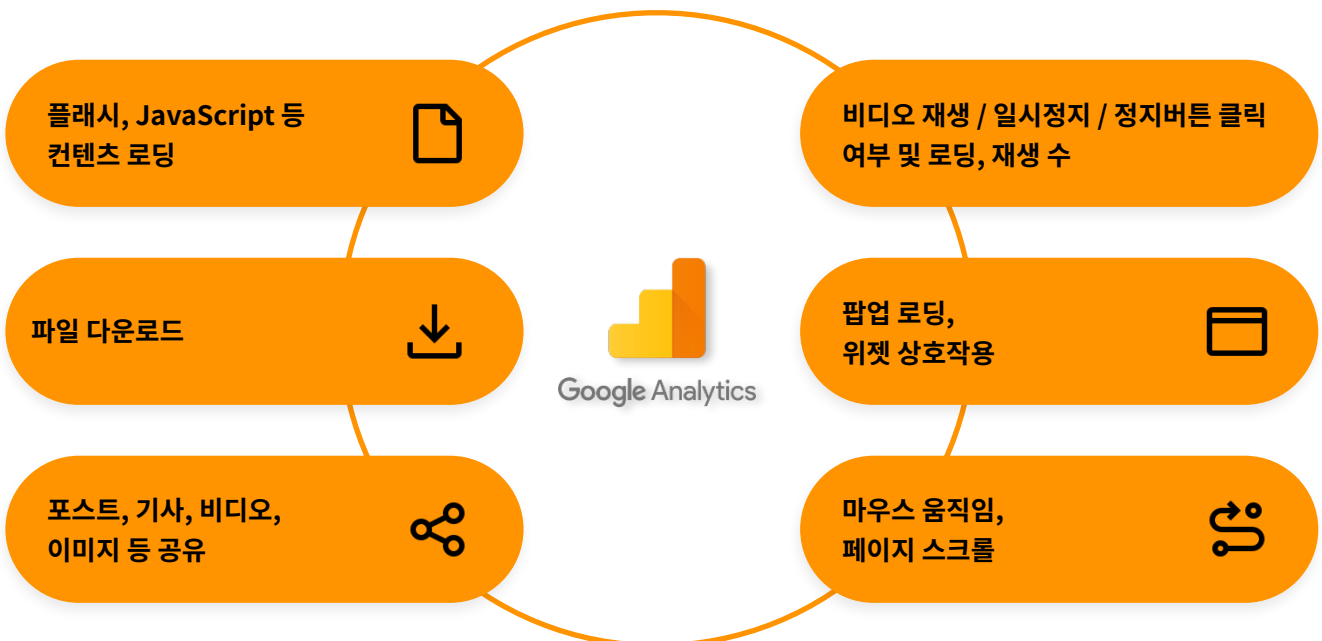 플래시, JavaScript 등
컨텐츠 로딩
파일 다운로드
포스트, 기사, 비디오,
이미지 등 공유
Google Analytics
비디오 재생 / 일시정지 / 정지버튼 클릭
여부 및 로딩, 재생 수
팝업 로딩,
위젯 상호작용
마우스 움직임,
페이지 스크롤